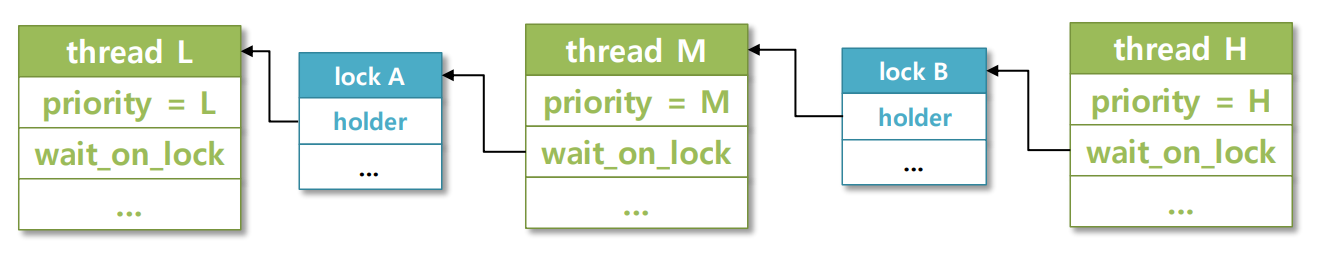 thread L
priority = L
wait_on_lock
...
lock A
holder
...
thread M
priority = M
wait_on_lock
...
lock B
holder
...
thread H
priority = H
wait_on_lock
...